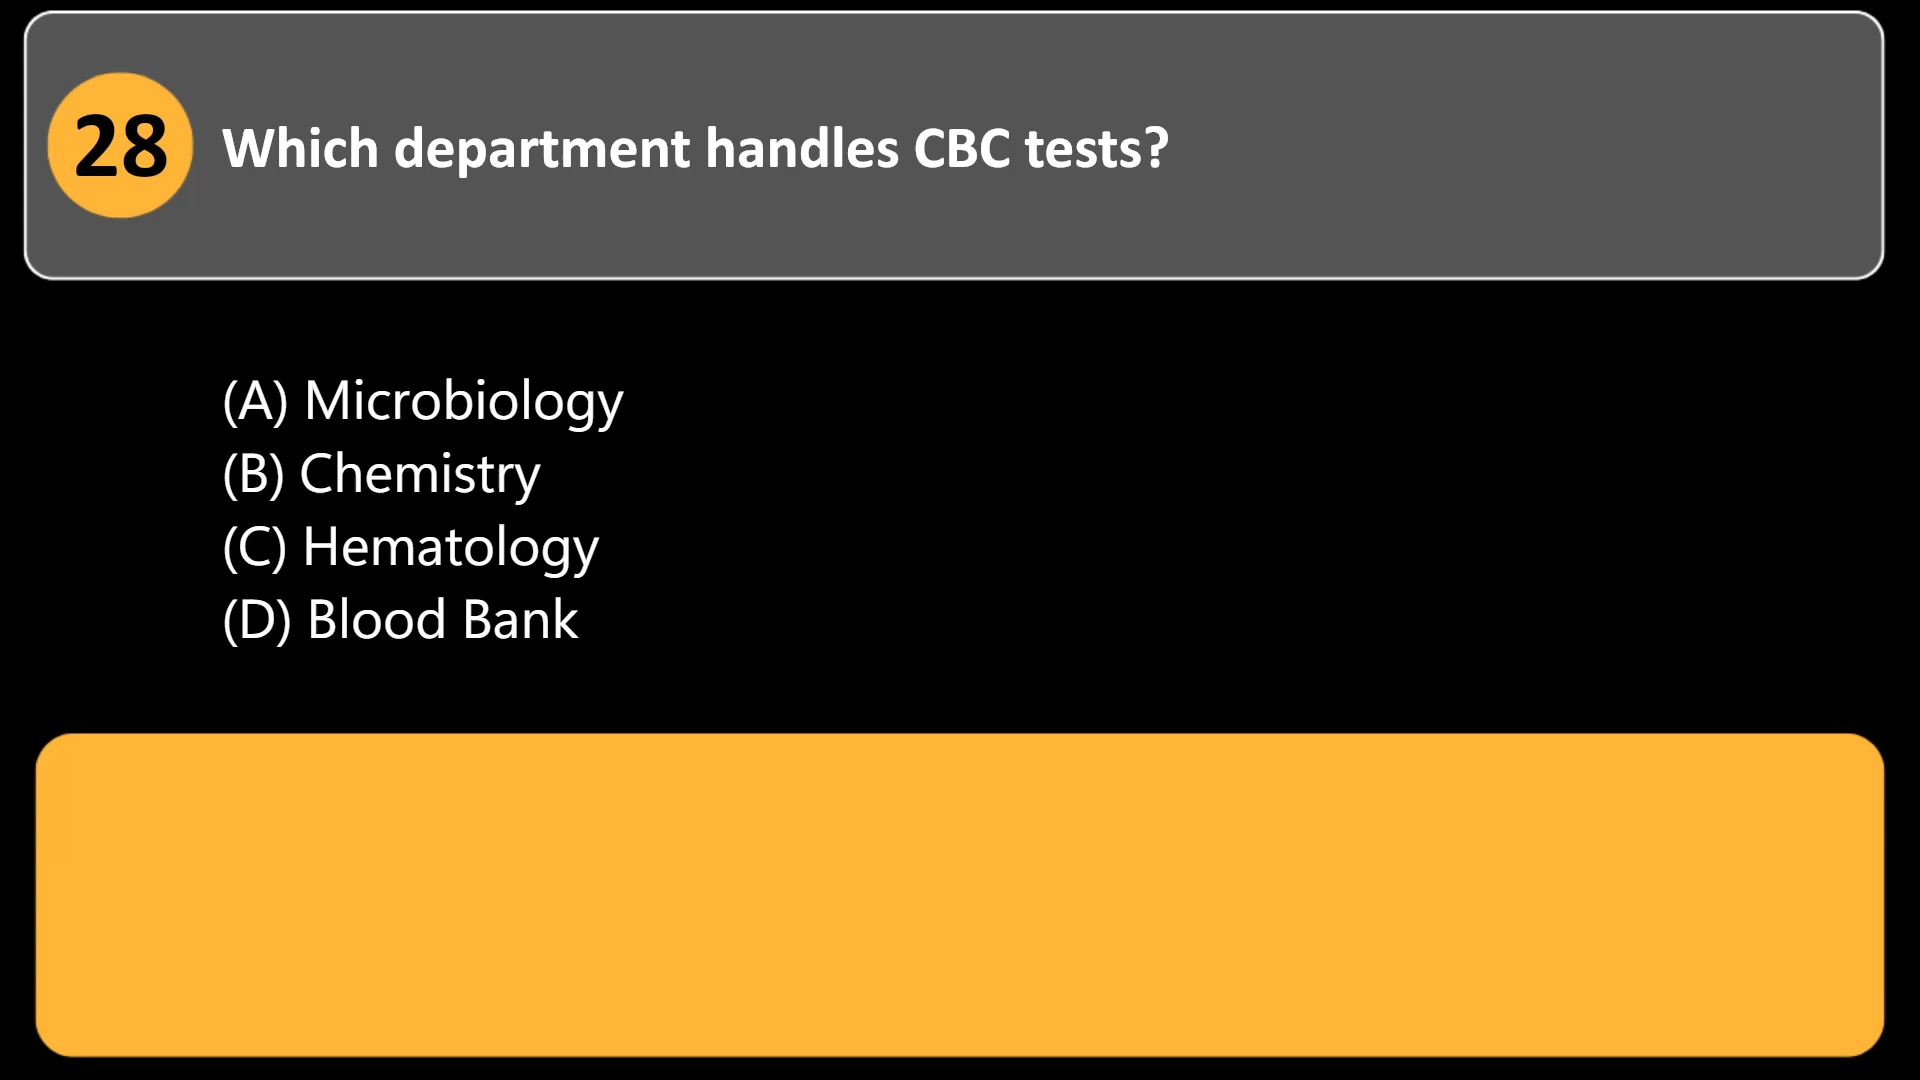 28
Which department handles CBC tests?
(A) Microbiology
(B) Chemistry
(C) Hematology
(D) Blood Bank